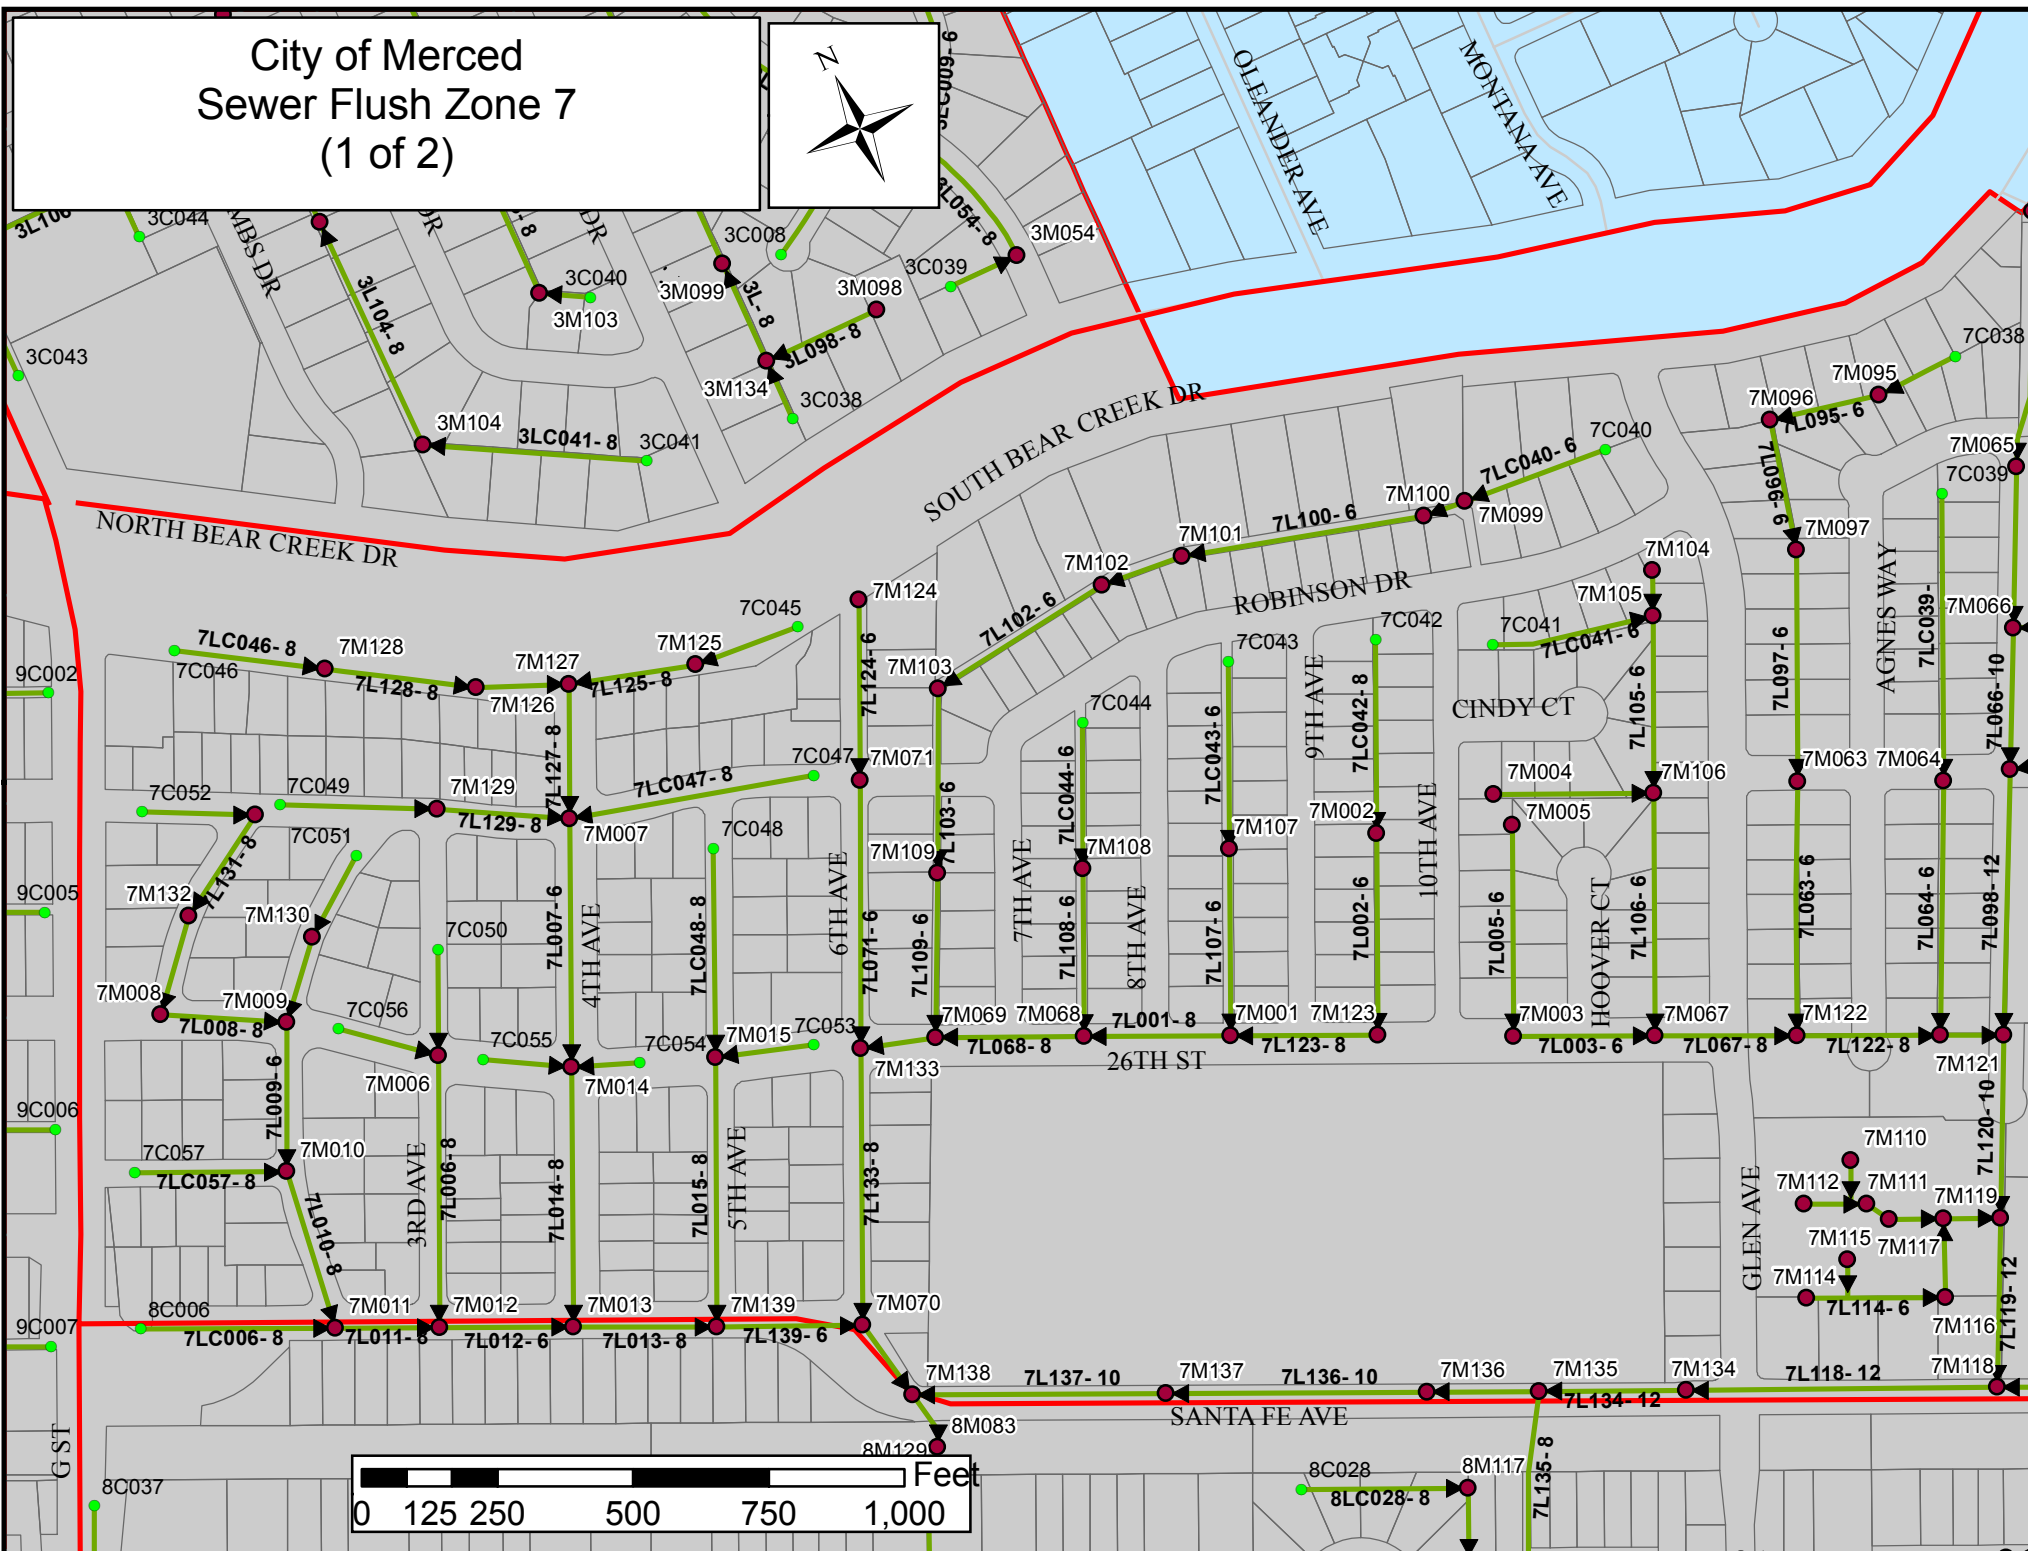 City of Merced
Sewer Flush Zone 7
(1 of 2)
N
3LC009- 6
OLEANDER AVE
MONTANA AVE
3L054- 8
3C044
3C008
3M054
3C039
3C040
3M103
3M099
3L- 8
3M098
3L098- 8
3L104- 8
3C043
3M134
3C038
3M104
3LC041- 8
3C041
SOUTH BEAR CREEK DR
NORTH BEAR CREEK DR
7C038
7M095
7M096
7L095- 6
7C040
7LC040- 6
7M065
7C039
7L096- 6
7M100
7M099
7L100- 6
7M101
7M097
7M102
7M104
ROBINSON DR
7M105
AGNES WAY
7LC039-
7M066
7M124
7C045
7L102- 6
7C041
7LC041- 6
7C042
7C043
7LC046- 8
7M128
7C046
7M125
7M127
7L128- 8
7M126
7L125- 8
7L124- 6
7M103
9C002
7C044
9TH AVE
7LC042- 8
7LC043- 6
CINDY CT
7L105- 6
7L097- 6
7L066- 10
7L127- 8
7C047
7LC047- 8
7M071
7LC044- 6
7M004
7M106
7M063
7M064
7C052
7C049
7M129
7L129- 8
7M007
7C051
7C048
7L103- 6
7M005
7M002
7M107
7M108
7M109
10TH AVE
7L131- 8
7M132
7M130
9C005
6TH AVE
7TH AVE
8TH AVE
HOOVER CT
7L007- 6
4TH AVE
7C050
7LC048- 8
7L071- 6
7L109- 6
7L108- 6
7L107- 6
7L002- 6
7L005- 6
7L106- 6
7L063- 6
7L064- 6
7L098- 12
7M008
7M009
7L008- 8
7C056
7C055
7C054
7M015
7C053
7M069
7M068
7L001- 8
7M001
7M123
7M003
7M067
7M122
7L068- 8
7L123- 8
7L003- 6
7L067- 8
7L122- 8
26TH ST
7M133
7M121
7M006
7M014
7L009- 6
9C006
7C057
7LC057- 8
7M010
7L120- 10
7M110
7M112
7M111
7M119
7M115
7M117
7M114
7L114- 6
7M116
GLEN AVE
7L119- 12
7L010- 8
3RD AVE
7L006- 8
7L014- 8
7L015- 8
5TH AVE
7L133- 8
8C006
7M011
7M012
7M013
7M139
7M070
9C007
7LC006- 8
7L011- 8
7L012- 6
7L013- 8
7L139- 6
7M138
7L137- 10
7M137
7L136- 10
7M136
7M135
7M134
7L134- 12
7L118- 12
7M118
SANTA FE AVE
G ST
8M083
8M129
7L135- 8
8C037
8C028
8LC028- 8
8M117
Feet
0 125 250 500 750 1,000